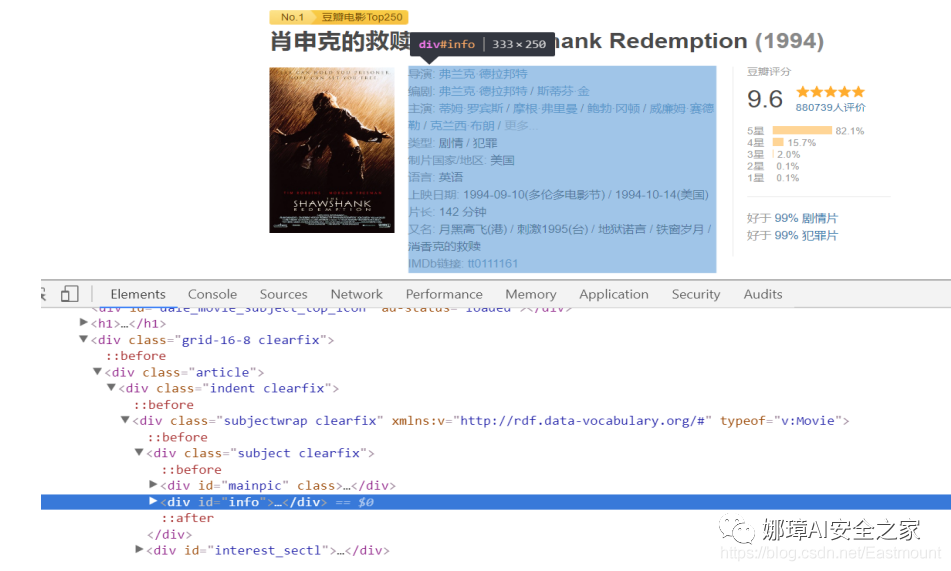 No.1 豆瓣电影Top250
肖申克的救赎 hank Redemption (1994)
div#info | 333×250
导演: 弗兰克·德拉邦特
编剧: 弗兰克·德拉邦特 / 斯蒂芬·金
主演: 蒂姆·罗宾斯 / 摩根·弗里曼 / 鲍勃·冈顿 / 威廉姆·赛德
勒 / 克兰西·布朗 / 更多...
类型: 剧情 / 犯罪
制片国家/地区: 美国
语言: 英语
上映日期: 1994-09-10(多伦多电影节) / 1994-10-14(美国)
片长: 142 分钟
又名: 月黑高飞(港) / 刺激1995(台) / 地狱诺言 / 铁窗岁月 /
消香克的救赎
IMDb链接: tt0111161
THE
SHAWSHANK
REDEMPTION
豆瓣评分
9.6
880739人评价
5星 82.1%
4星 15.7%
3星 2.0%
2星 0.1%
1星 0.1%
好于 99% 剧情片
好于 99% 犯罪片
Elements Console Sources Network Performance Memory Application Security Audits
<div id="dale_movie_subject_top_icon" ad-status="loaded"></div>
<h1>…</h1>
<div class="grid-16-8 clearfix">
::before
<div class="article">
<div class="indent clearfix">
::before
<div class="subjectwrap clearfix" xmlns:v="http://rdf.data-vocabulary.org/#" typeof="v:Movie">
::before
<div class="subject clearfix">
::before
<div id="mainpic" class>…</div>
<div id="info">…</div> == $0
::after
</div>
<div id="interest_sectl">…</div>
娜璋AI安全之家
https://blog.csdn.net/Eastmount